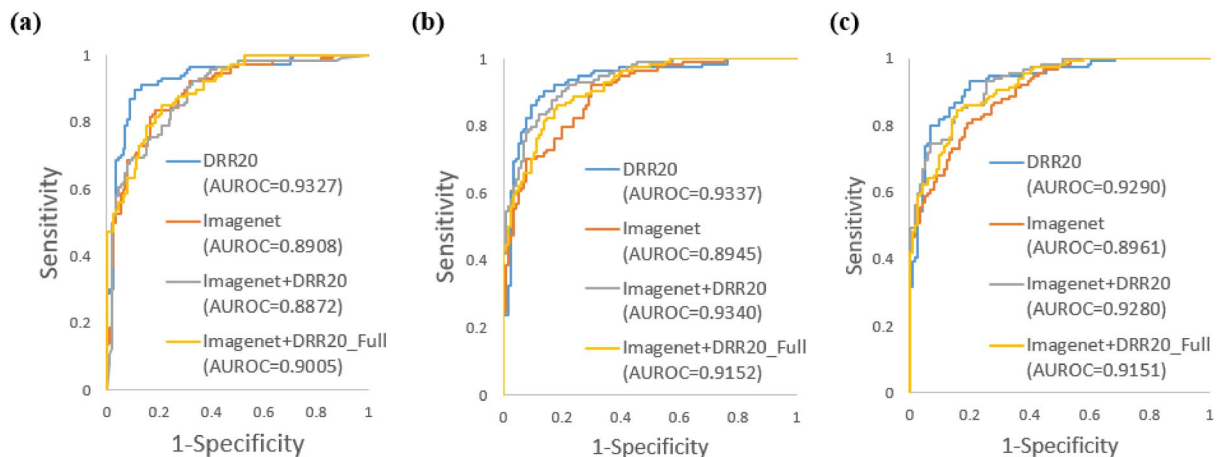 (a)
1
0.8
0.6
0.4
0.2
0
Sensitivity
DRR20
(AUROC=0.9327)
Imagenet
(AUROC=0.8908)
Imagenet+DRR20
(AUROC=0.8872)
Imagenet+DRR20_Full
(AUROC=0.9005)
0 0.2 0.4 0.6 0.8 1
1-Specificity
(b)
1
0.8
0.6
0.4
0.2
0
Sensitivity
DRR20
(AUROC=0.9337)
Imagenet
(AUROC=0.8945)
Imagenet+DRR20
(AUROC=0.9340)
Imagenet+DRR20_Full
(AUROC=0.9152)
0 0.2 0.4 0.6 0.8 1
1-Specificity
(c)
1
0.8
0.6
0.4
0.2
0
Sensitivity
DRR20
(AUROC=0.9290)
Imagenet
(AUROC=0.8961)
Imagenet+DRR20
(AUROC=0.9280)
Imagenet+DRR20_Full
(AUROC=0.9151)
0 0.2 0.4 0.6 0.8 1
1-Specificity